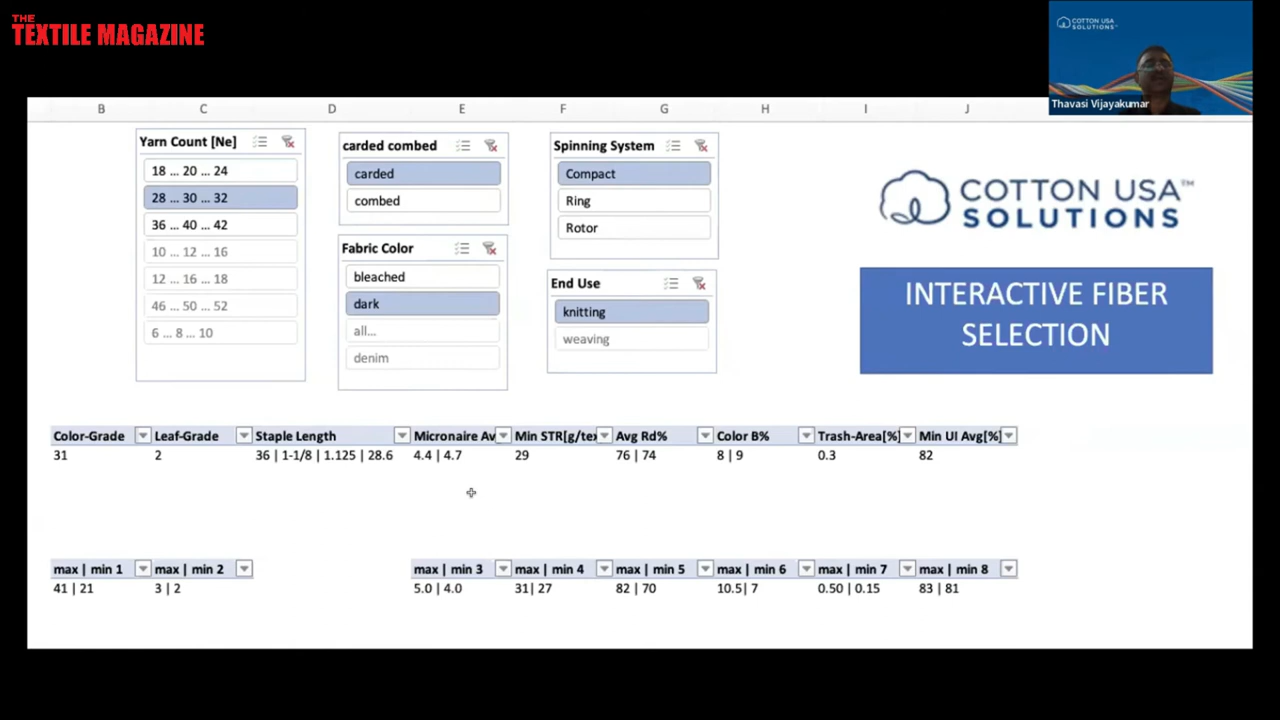 THE
TEXTILE MAGAZINE
COTTON USA
SOLUTIONS
Thavasi Vijayakumar
B C D E F G H I J
Yarn Count [Ne]
18 ... 20 ... 24
28 ... 30 ... 32
36 ... 40 ... 42
10 ... 12 ... 16
12 ... 16 ... 18
46 ... 50 ... 52
6 ... 8 ... 10
carded combed
carded
combed
Fabric Color
bleached
dark
all...
denim
Spinning System
Compact
Ring
Rotor
End Use
knitting
weaving
COTTON USA™
SOLUTIONS
INTERACTIVE FIBER
SELECTION
Color-Grade Leaf-Grade Staple Length Micronaire Av Min STR[g/tex Avg Rd% Color B% Trash-Area[%] Min UI Avg[%]
31 2 36 | 1-1/8 | 1.125 | 28.6 4.4 | 4.7 29 76 | 74 8 | 9 0.3 82
max | min 1 max | min 2 max | min 3 max | min 4 max | min 5 max | min 6 max | min 7 max | min 8
41 | 21 3 | 2 5.0 | 4.0 31| 27 82 | 70 10.5| 7 0.50 | 0.15 83 | 81